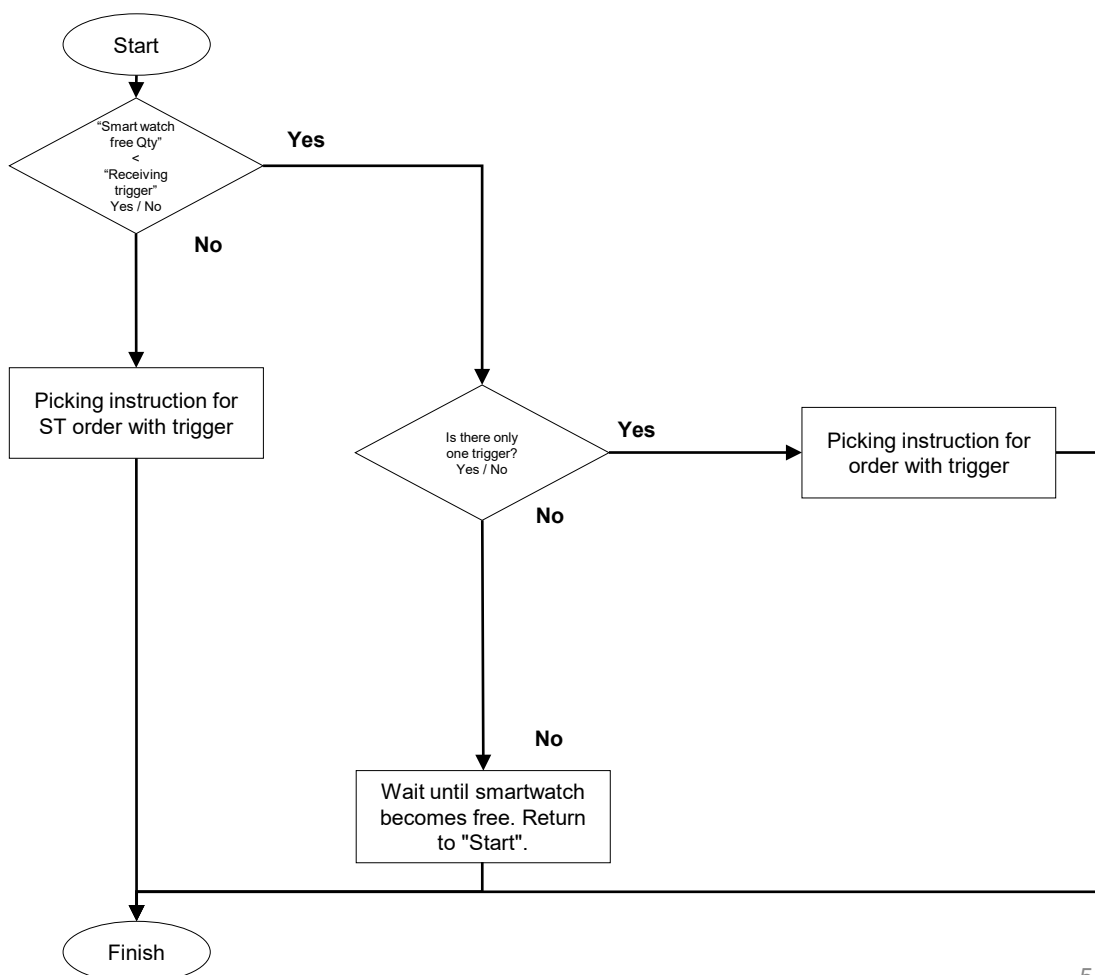 Start
“Smart watch
free Qty”
<
“Receiving
trigger”
Yes / No
Yes
No
Picking instruction for
ST order with trigger
Is there only
one trigger?
Yes / No
Yes
No
Picking instruction for
order with trigger
No
Wait until smartwatch
becomes free. Return
to "Start".
Finish
5